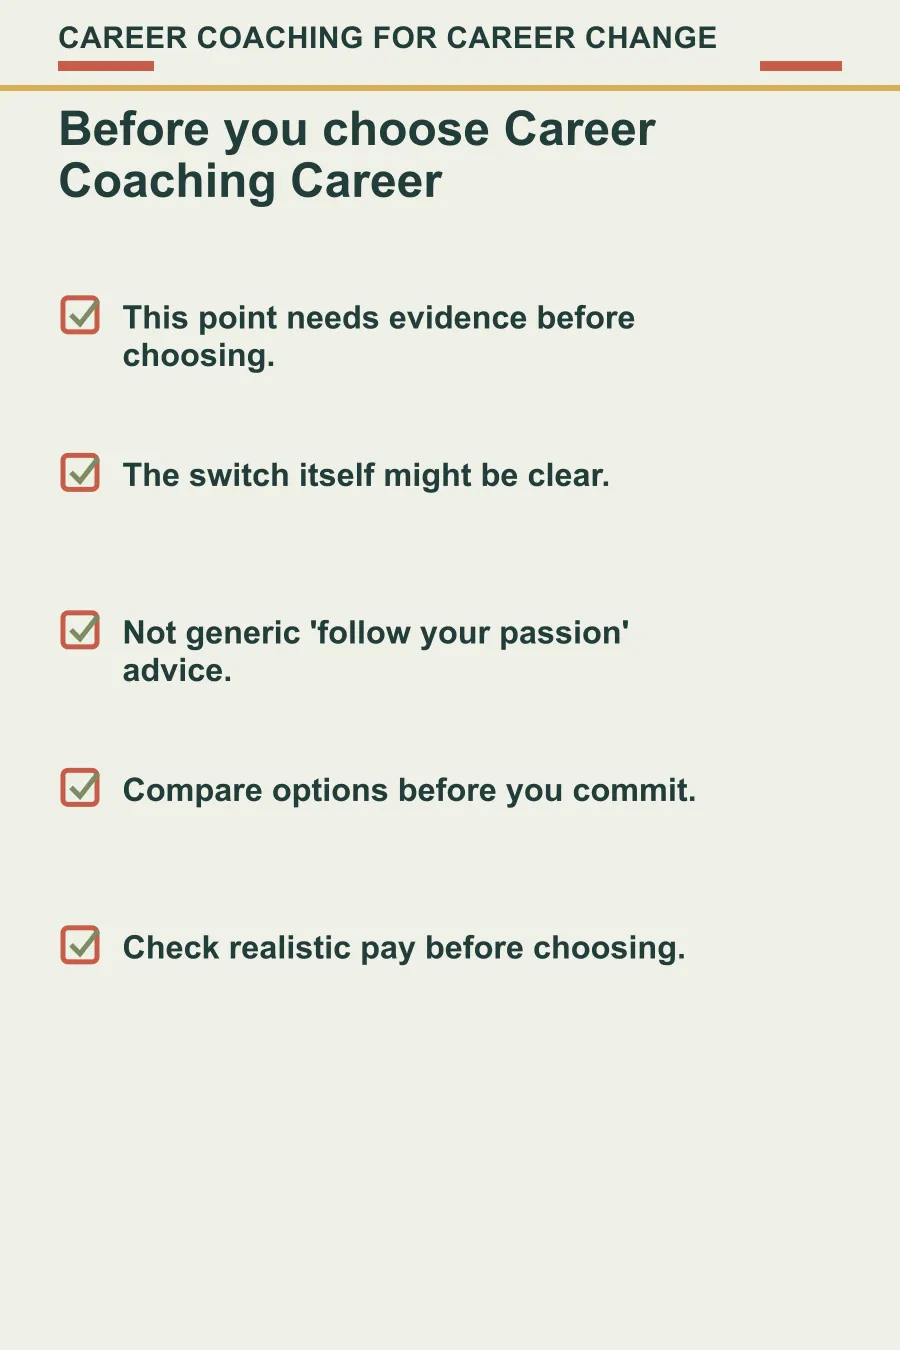 CAREER COACHING FOR CAREER CHANGE
Before you choose Career
Coaching Career
This point needs evidence before
choosing.
The switch itself might be clear.
Not generic 'follow your passion'
advice.
Compare options before you commit.
Check realistic pay before choosing.